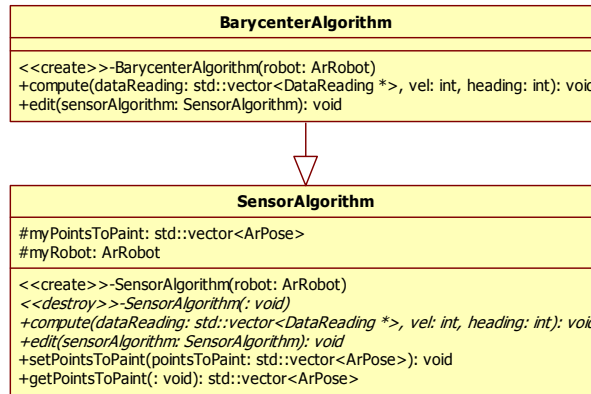 BarycenterAlgorithm
<<create>>-BarycenterAlgorithm(robot: ArRobot)
+compute(dataReading: std::vector<DataReading *>, vel: int, heading: int): void
+edit(sensorAlgorithm: SensorAlgorithm): void
SensorAlgorithm
#myPointsToPaint: std::vector<ArPose>
#myRobot: ArRobot
<<create>>-SensorAlgorithm(robot: ArRobot)
<<destroy>>-SensorAlgorithm(: void)
+compute(dataReading: std::vector<DataReading *>, vel: int, heading: int): void
+edit(sensorAlgorithm: SensorAlgorithm): void
+setPointsToPaint(pointsToPaint: std::vector<ArPose>): void
+getPointsToPaint(: void): std::vector<ArPose>